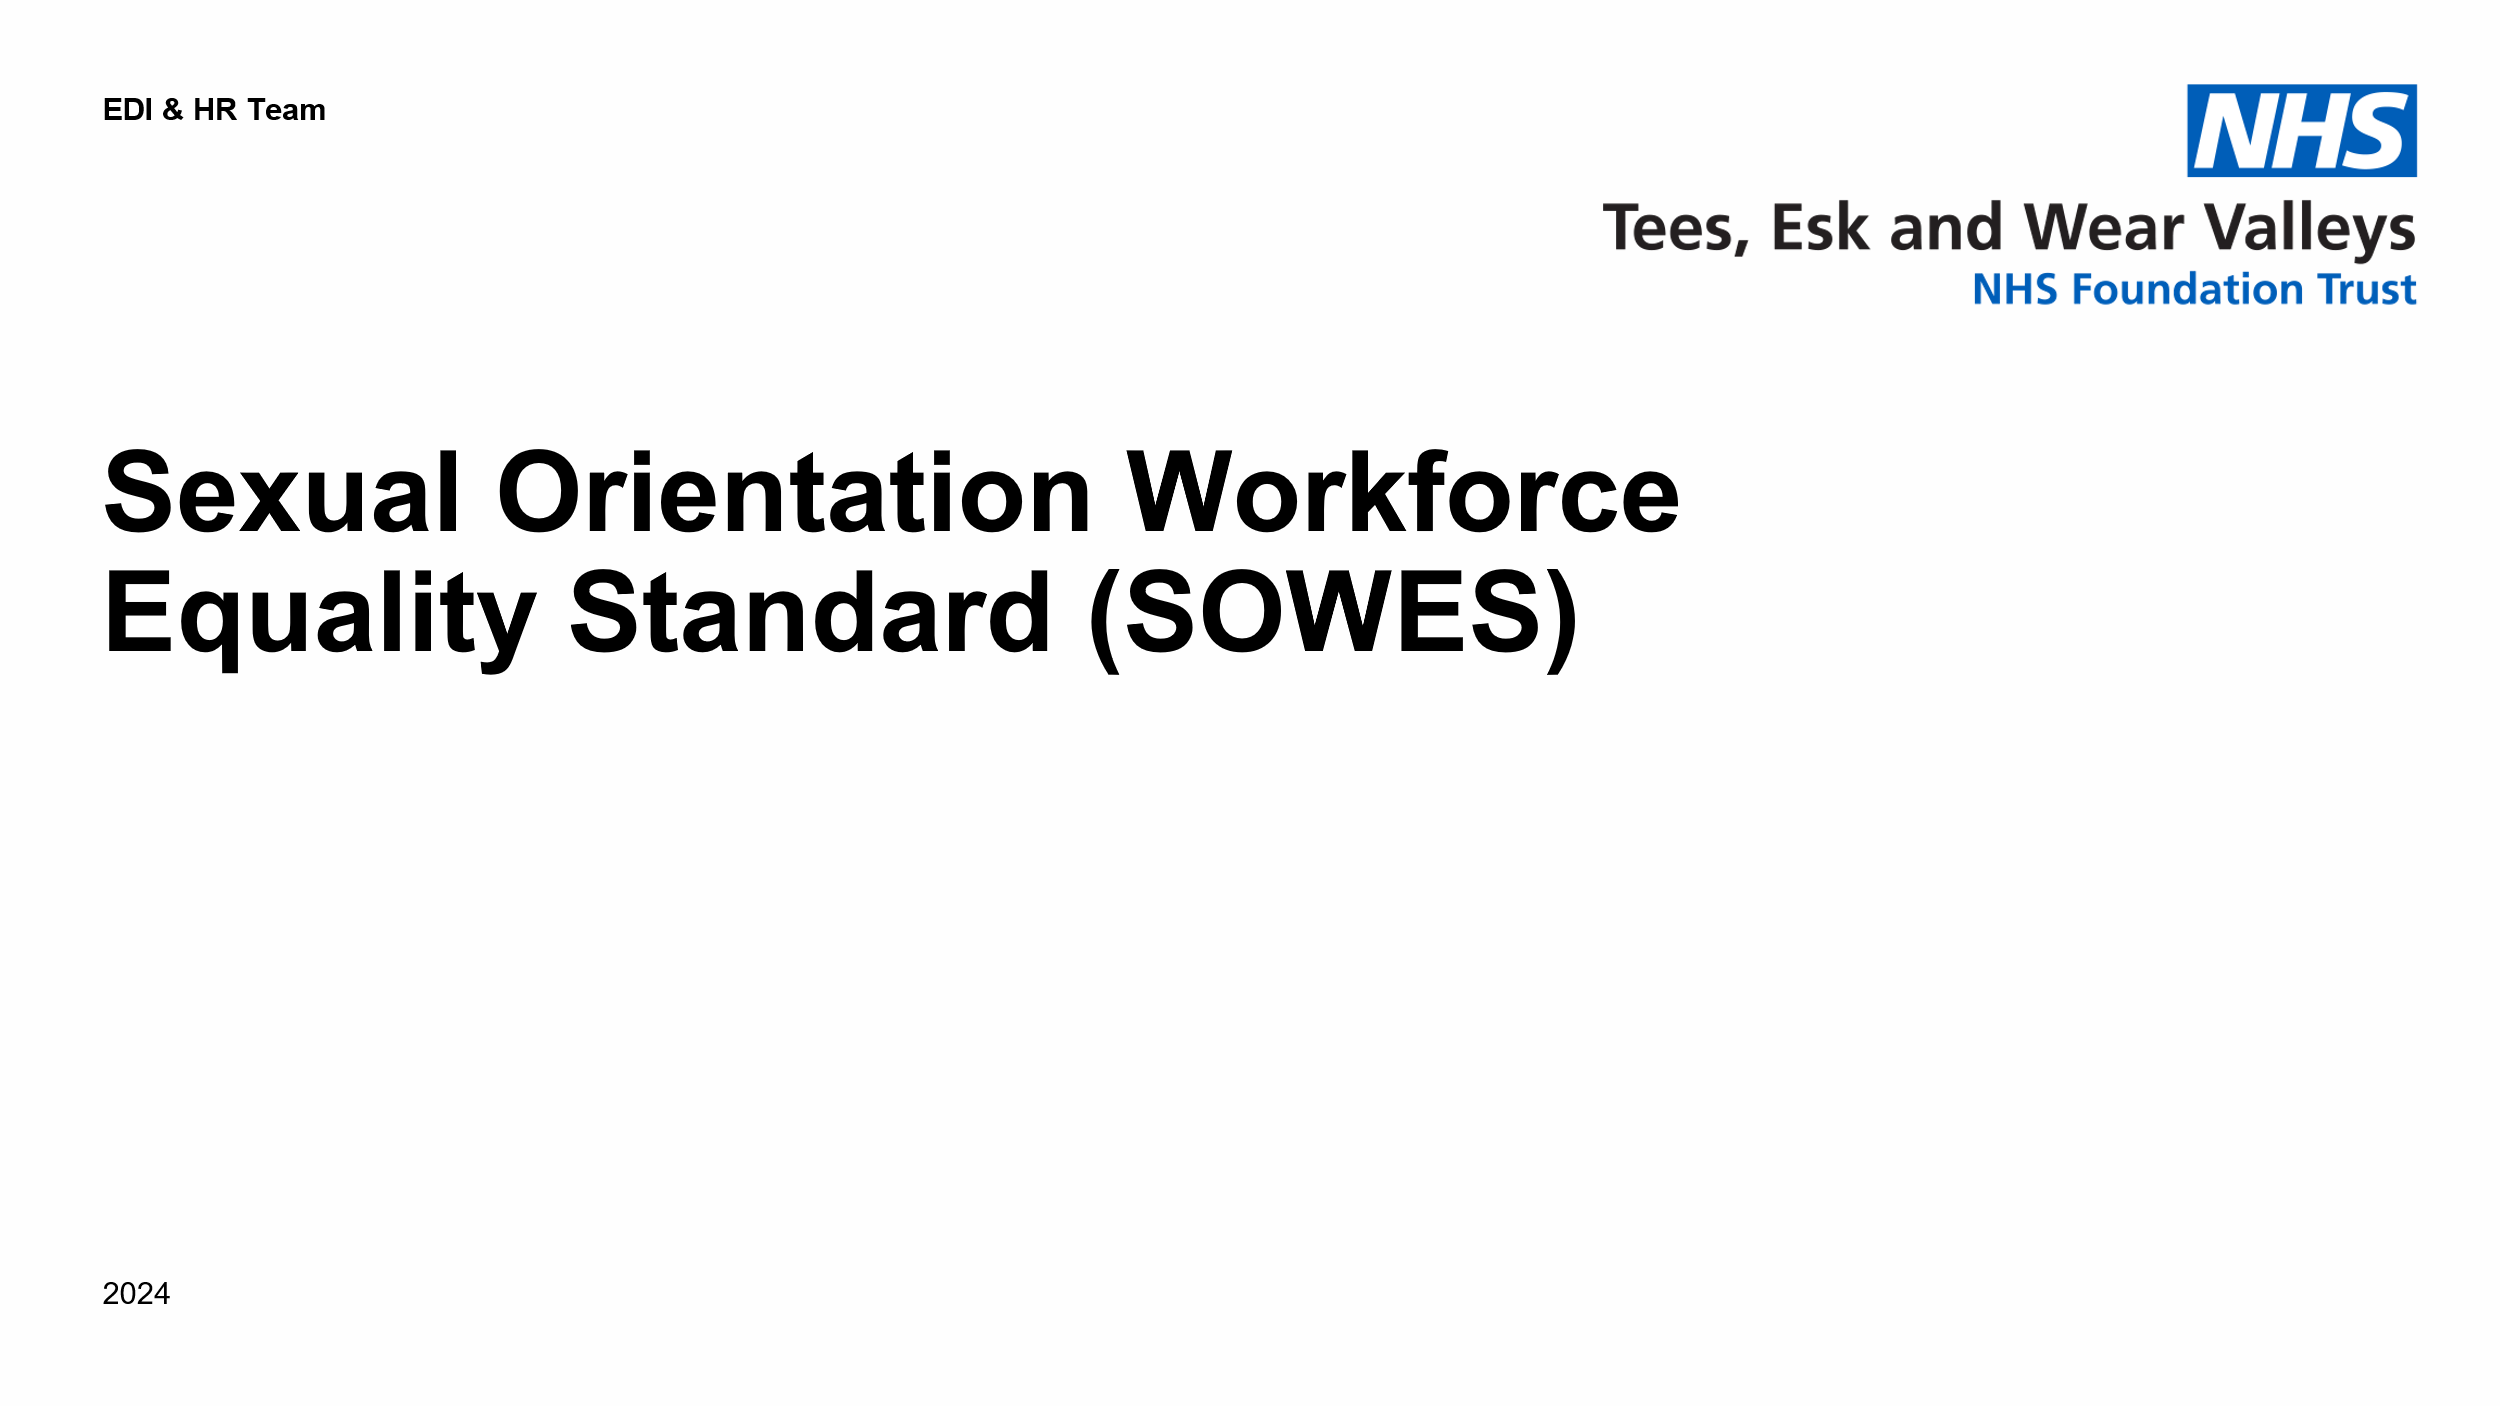 EDI & HR Team
NHS
Tees, Esk and Wear Valleys
NHS Foundation Trust
Sexual Orientation Workforce
Equality Standard (SOWES)
2024